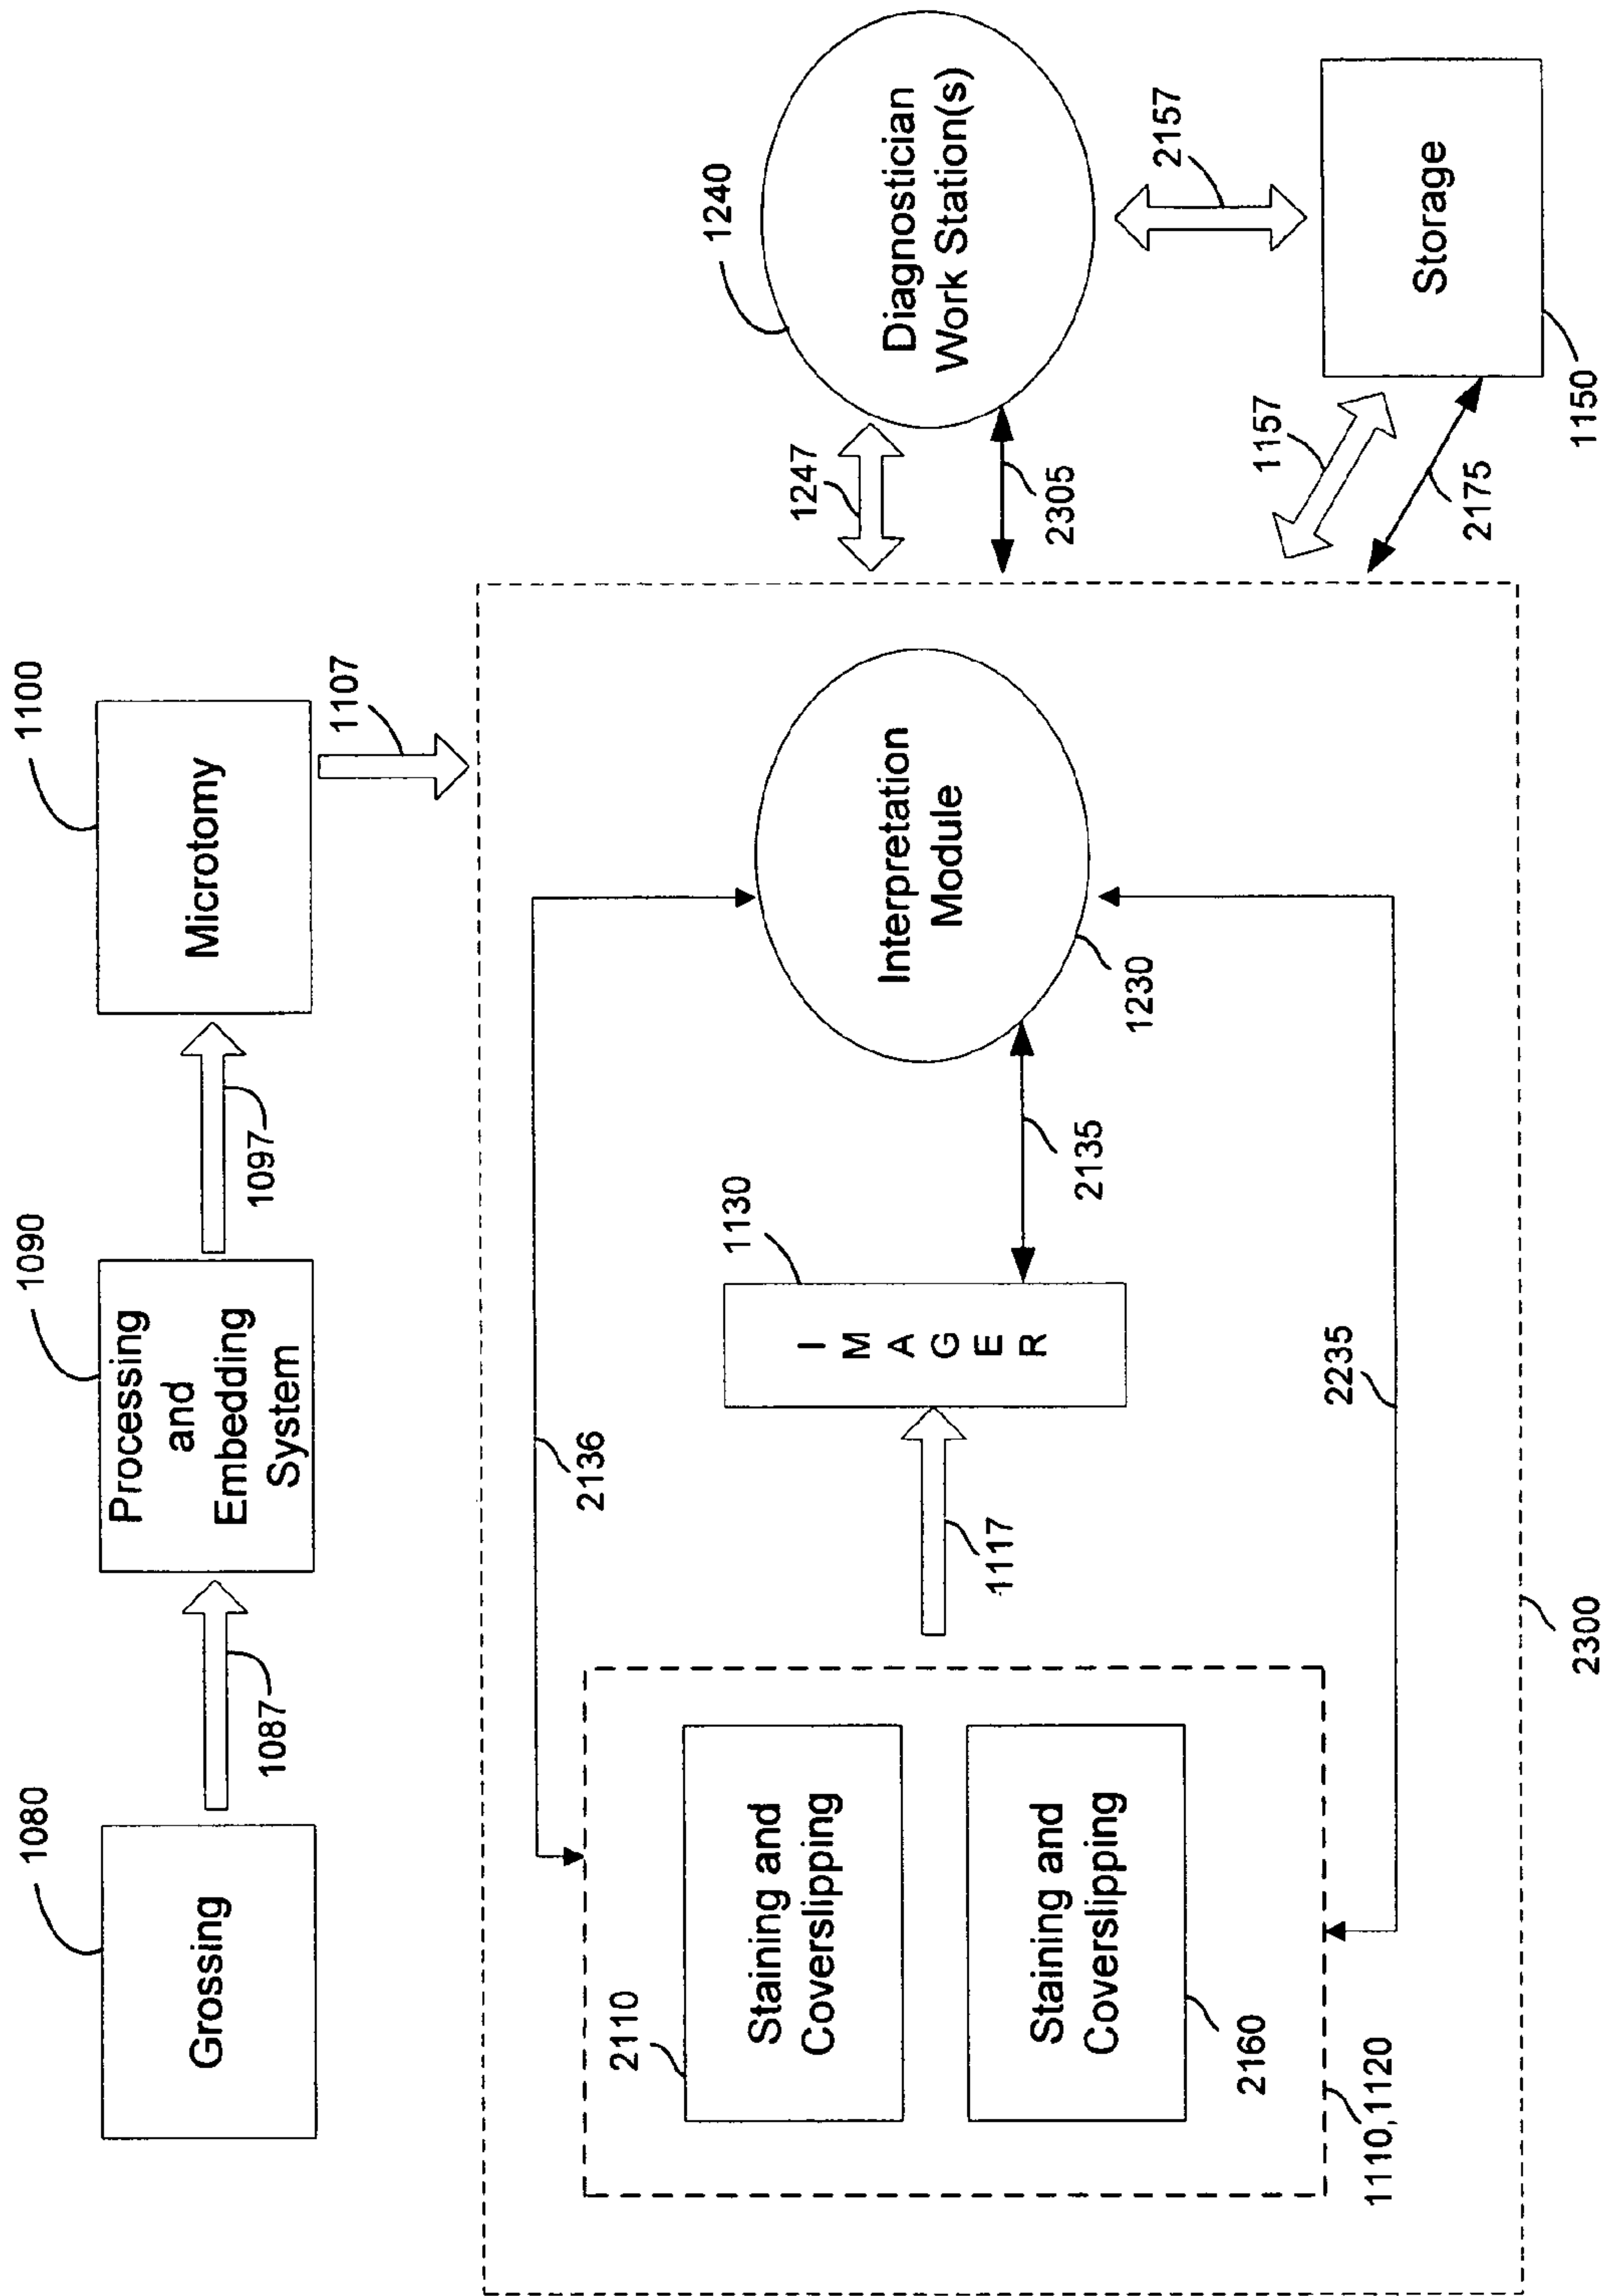 1080
Grossing
1087
1090
Processing
and
Embedding
System
1097
1100
Microtomy
1107
2110
Staining and
Coverslipping
Staining and
Coverslipping
2160
1110,1120
2136
1117
1130
I
M
A
G
E
R
2135
Interpretation
Module
1230
2235
2300
1247
2305
1240
Diagnostician
Work Station(s)
2157
1157
2175
Storage
1150